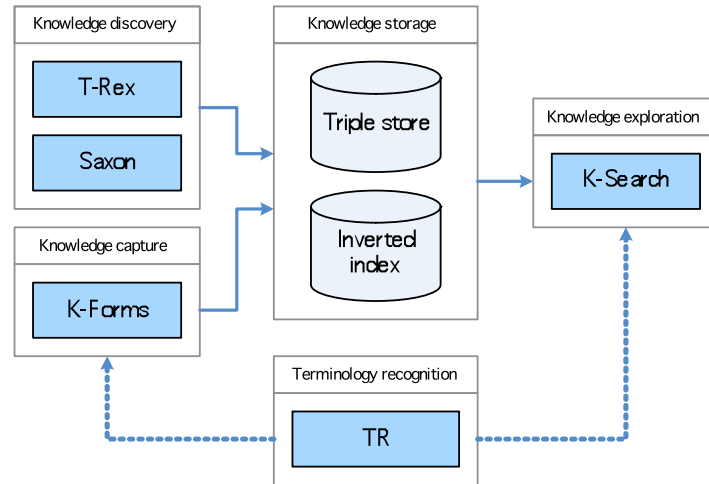 Knowledge discovery
T-Rex
Saxon
Knowledge capture
K-Forms
Knowledge storage
Triple store
Inverted
index
Knowledge exploration
K-Search
Terminology recognition
TR